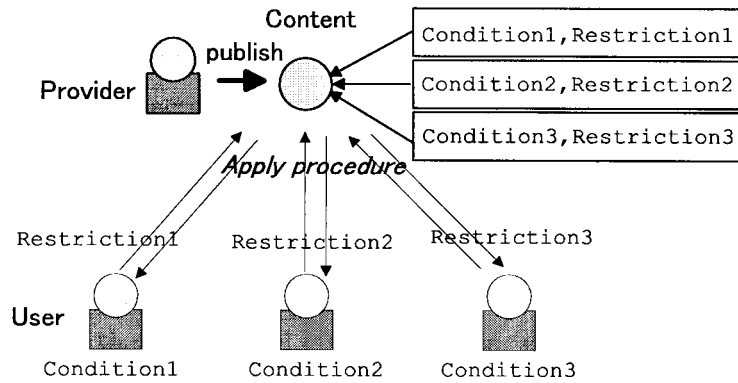 Content
Condition1,Restriction1
publish
Provider
Condition2,Restriction2
Condition3,Restriction3
Apply procedure
Restriction1
Restriction2
Restriction3
User
Condition1
Condition2
Condition3